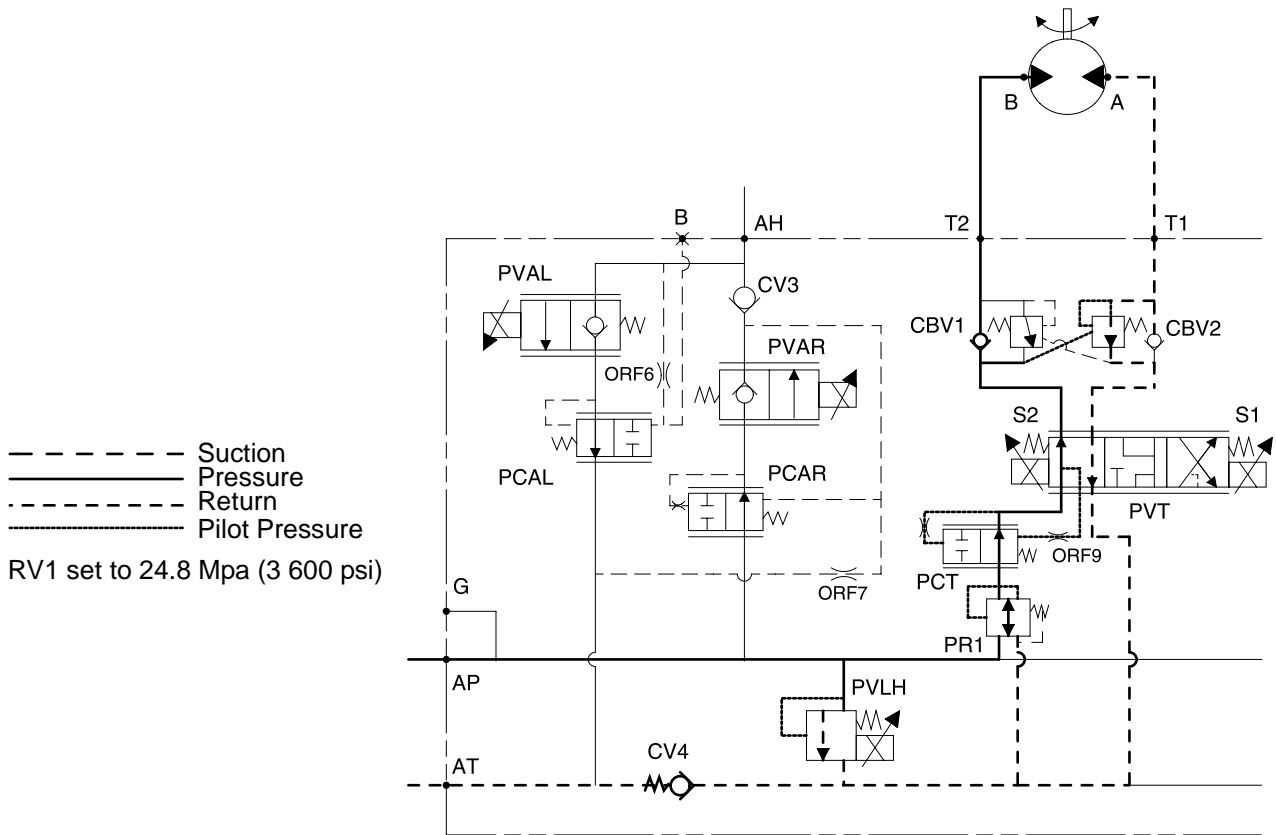 B
A
B
AH
T2
T1
PVAL
CV3
CBV1
CBV2
PVAR
ORF6
S2
S1
Suction
Pressure
Return
Pilot Pressure
PCAL
PCAR
PVT
RV1 set to 24.8 Mpa (3 600 psi)
ORF9
PCT
G
ORF7
PR1
AP
PVLH
AT
CV4